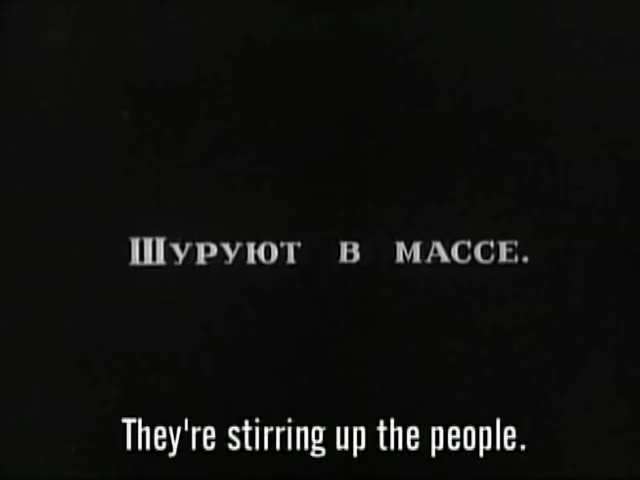 Шуруют в массе.
They're stirring up the people.